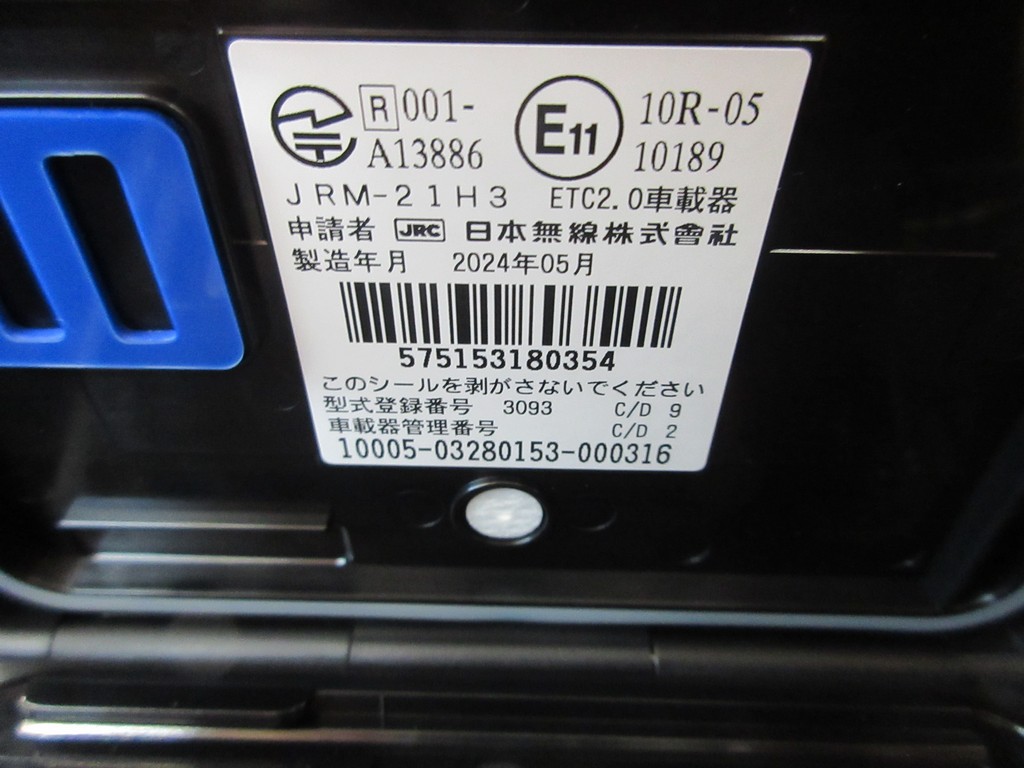 R 001-
A13886
E11
10R-05
10189
JRM-21H3 ETC2.0車載器
申請者 JRC 日本無線株式會社
製造年月 2024年05月
575153180354
このシールを剥がさないでください
型式登録番号 3093 C/D 9
車載器管理番号 C/D 2
10005-03280153-000316